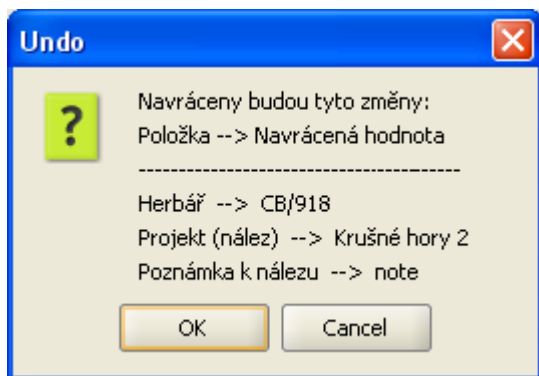 Undo
Navráceny budou tyto změny:
Položka --> Navrácená hodnota
-----------------------------------------
Herbář --> CB/918
Projekt (nález) --> Krušné hory 2
Poznámka k nálezu --> note
OK Cancel